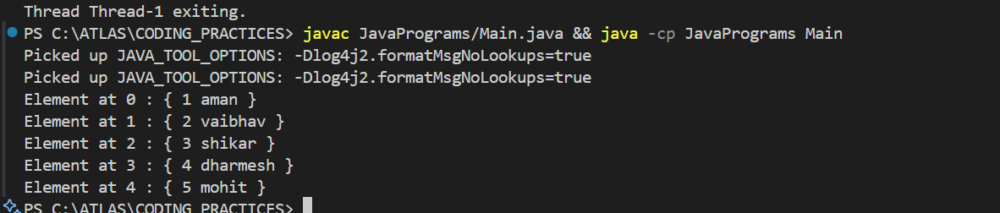 Thread Thread-1 exiting.
PS C:\ATLAS\CODING_PRACTICES> javac JavaPrograms/Main.java && java -cp JavaPrograms Main
Picked up JAVA_TOOL_OPTIONS: -Dlog4j2.formatMsgNoLookups=true
Picked up JAVA_TOOL_OPTIONS: -Dlog4j2.formatMsgNoLookups=true
Element at 0 : { 1 aman }
Element at 1 : { 2 vaibhav }
Element at 2 : { 3 shikar }
Element at 3 : { 4 dharmesh }
Element at 4 : { 5 mohit }
PS C:\ATLAS\CODING_PRACTICES>